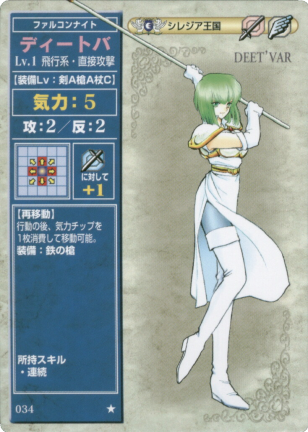 ファルコンナイト
シレジア王国
ディートバ
DEET'VAR
Lv.1 飛行系・直接攻撃
[装備Lv：剣A槍A杖C]
気力：5
攻：2／反：2
に対して
+1
【再移動】
行動の後、気力チップを
1枚消費して移動可能。
装備：鉄の槍
所持スキル
・連続
034 ★